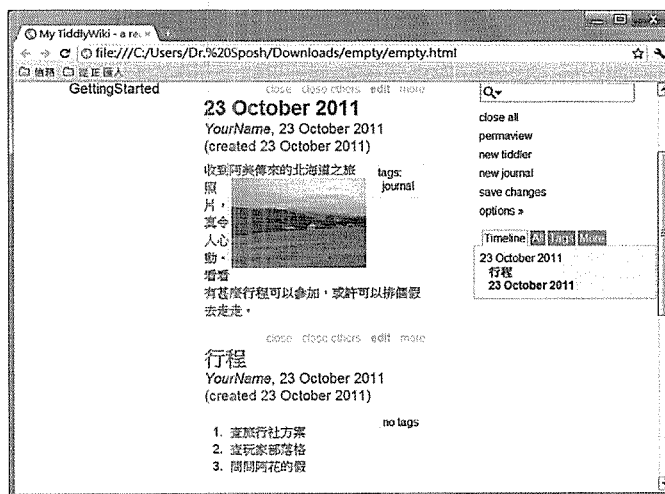 My TiddlyWiki - a rea
file:///C:/Users/Dr.%20Sposh/Downloads/empty/empty.html
GettingStarted
close close others edit more
23 October 2011
YourName, 23 October 2011
(created 23 October 2011)
收到阿美傳來的北海道之旅
照
片，
真令
人心
動，
看看
有甚麼行程可以參加，或許可以排個假
去走走。
tags:
journal
close close others edit more
行程
YourName, 23 October 2011
(created 23 October 2011)
no tags
1. 查旅行社方案
2. 查玩家部落格
3. 問問阿花的假
close all
permaview
new tiddler
new journal
save changes
options »
Timeline All Tags More
23 October 2011
行程
23 October 2011